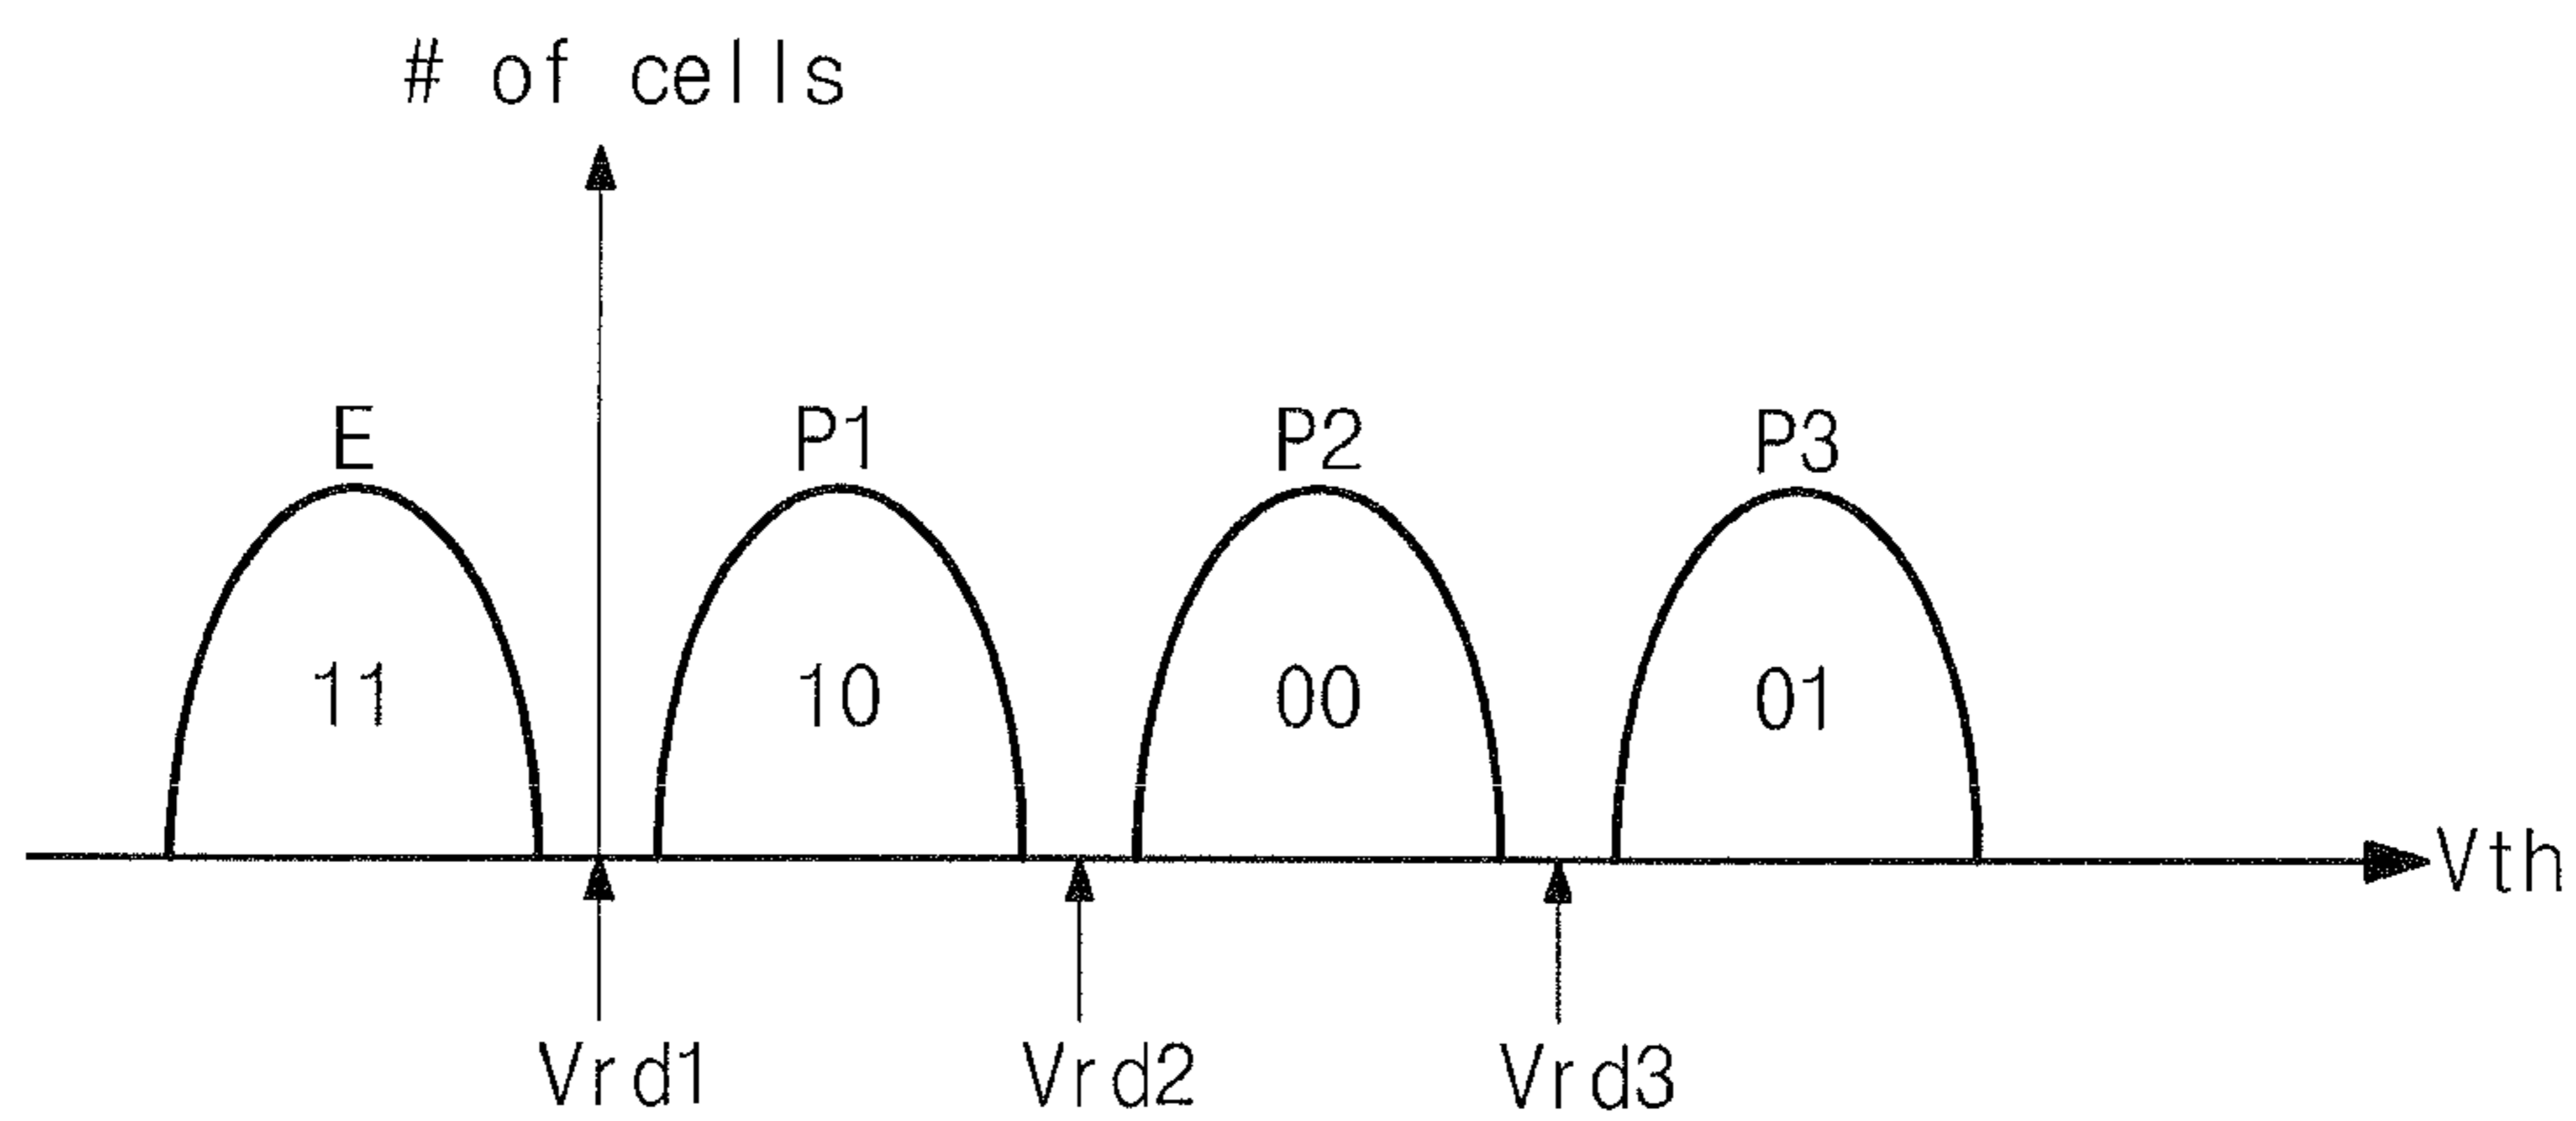 # of cells
E P1 P2 P3
11 10 00 01
Vth
Vrd1 Vrd2 Vrd3